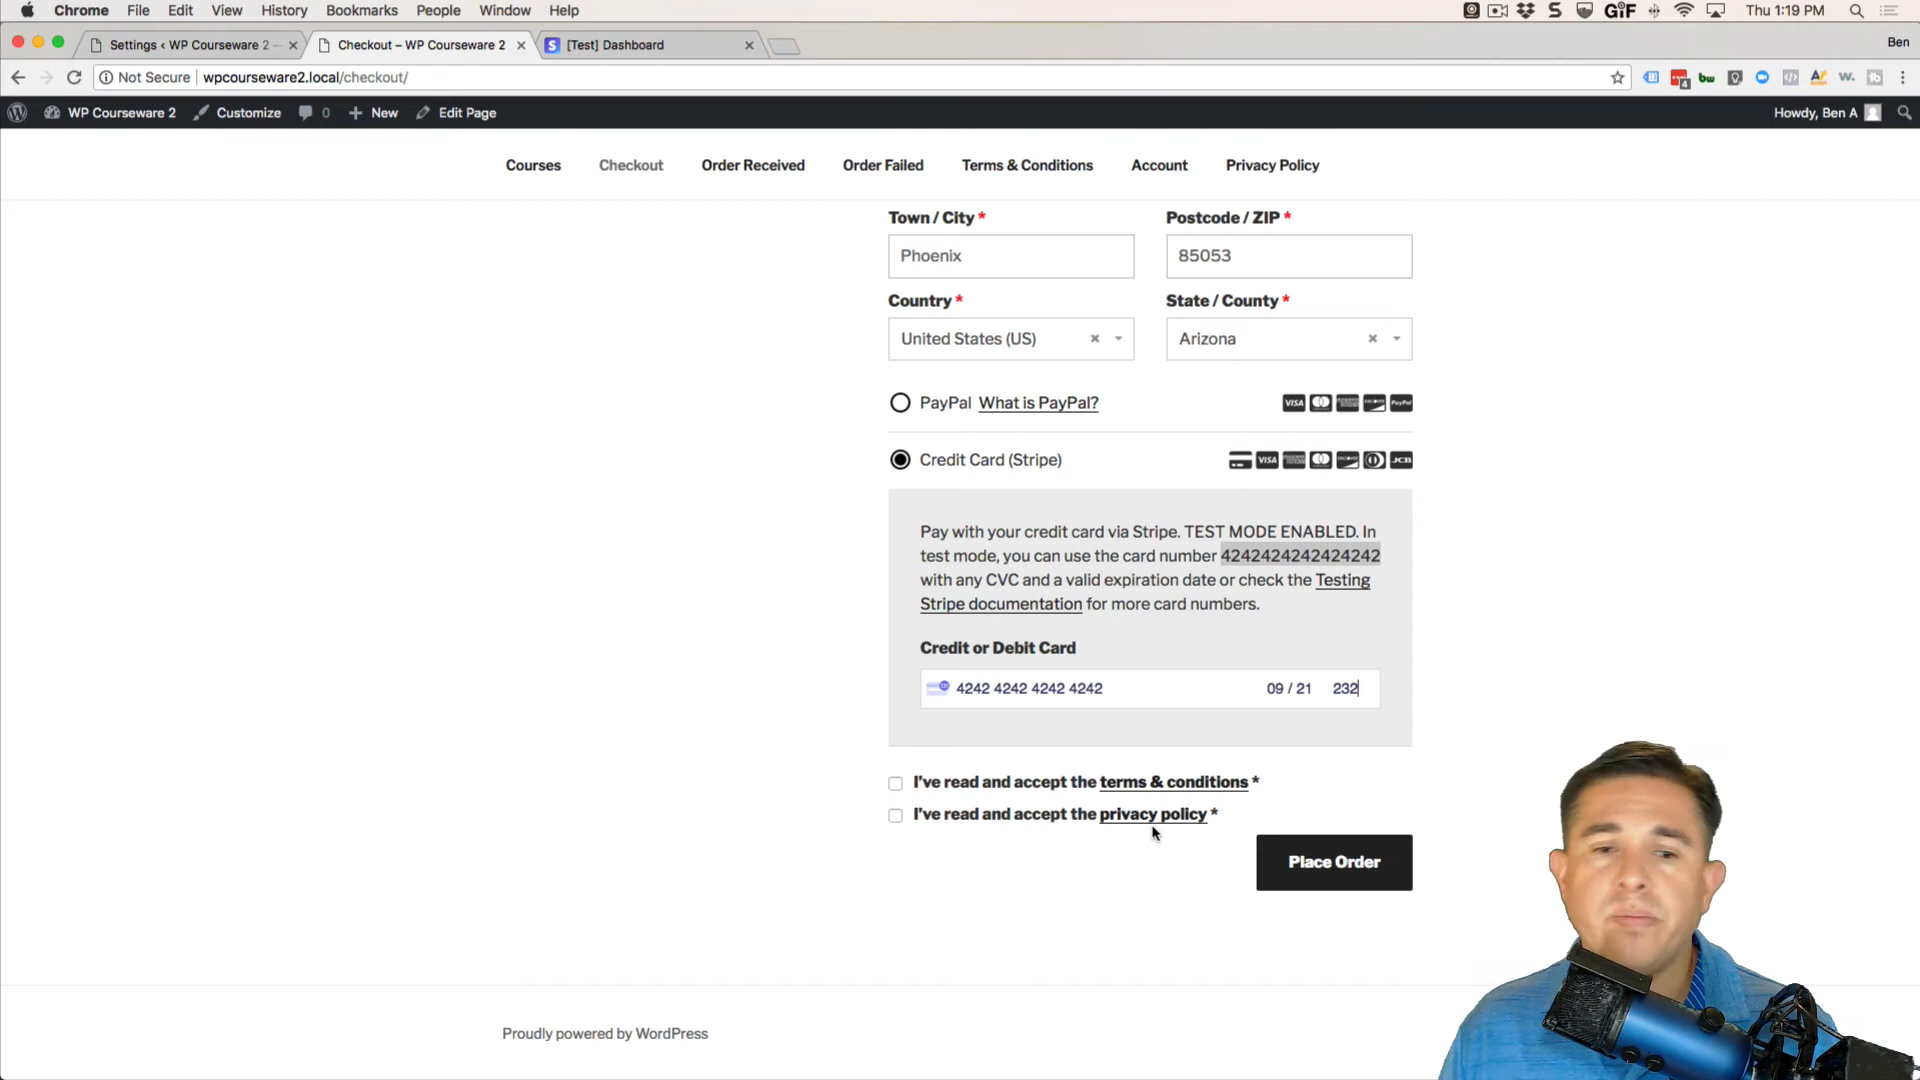 Chrome File Edit View History Bookmarks People Window Help GIF Thu 1:19 PM
Settings ‹ WP Courseware 2 – Checkout – WP Courseware 2 [Test] Dashboard Ben
Not Secure wpcourseware2.local/checkout/
WP Courseware 2 Customize 0 New Edit Page Howdy, Ben A
Courses Checkout Order Received Order Failed Terms & Conditions Account Privacy Policy
Town / City * Postcode / ZIP *
Phoenix 85053
Country * State / County *
United States (US) × Arizona ×
PayPal What is PayPal? VISA PayPal
Credit Card (Stripe) VISA JCB
Pay with your credit card via Stripe. TEST MODE ENABLED. In
test mode, you can use the card number 4242424242424242
with any CVC and a valid expiration date or check the Testing
Stripe documentation for more card numbers.
Credit or Debit Card
4242 4242 4242 4242 09 / 21 232
I've read and accept the terms & conditions *
I've read and accept the privacy policy *
Place Order
Proudly powered by WordPress